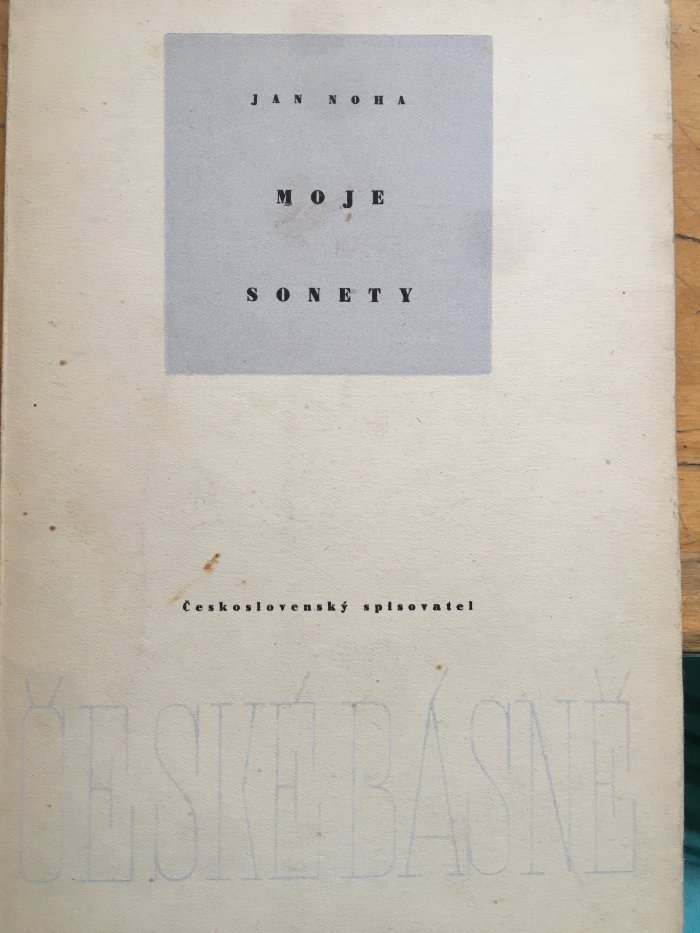 JAN NOHA
MOJE
SONETY
Československý spisovatel
ČESKÉ BÁSNĚ